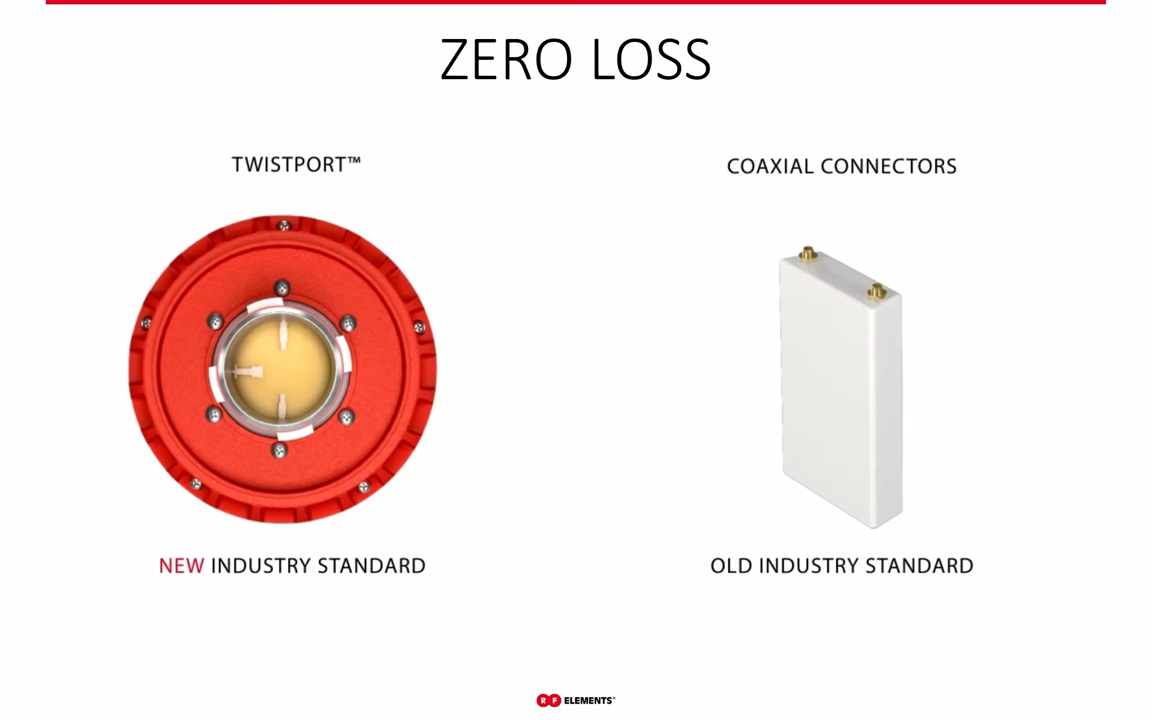 ZERO LOSS
TWISTPORT™
COAXIAL CONNECTORS
NEW INDUSTRY STANDARD
OLD INDUSTRY STANDARD
RF ELEMENTS®